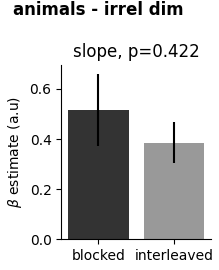 animals - irrel dim
slope, p=0.422
β estimate (a.u)
0.6
0.4
0.2
0.0
blocked interleaved